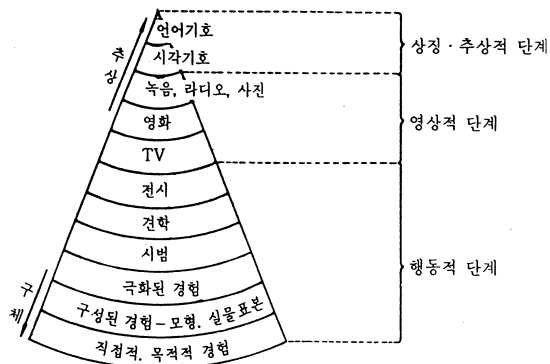 언어기호
시각기호
녹음, 라디오, 사진
영화
TV
전시
견학
시범
극화된 경험
구성된 경험-모형, 실물표본
직접적, 목적적 경험
추상
구체
상징·추상적 단계
영상적 단계
행동적 단계